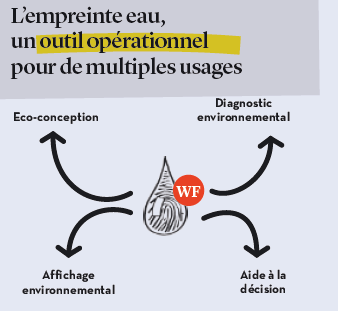 L'empreinte eau,
un outil opérationnel
pour de multiples usages
Diagnostic
environnemental
Eco-conception
WF
Affichage
environnemental
Aide à la
décision